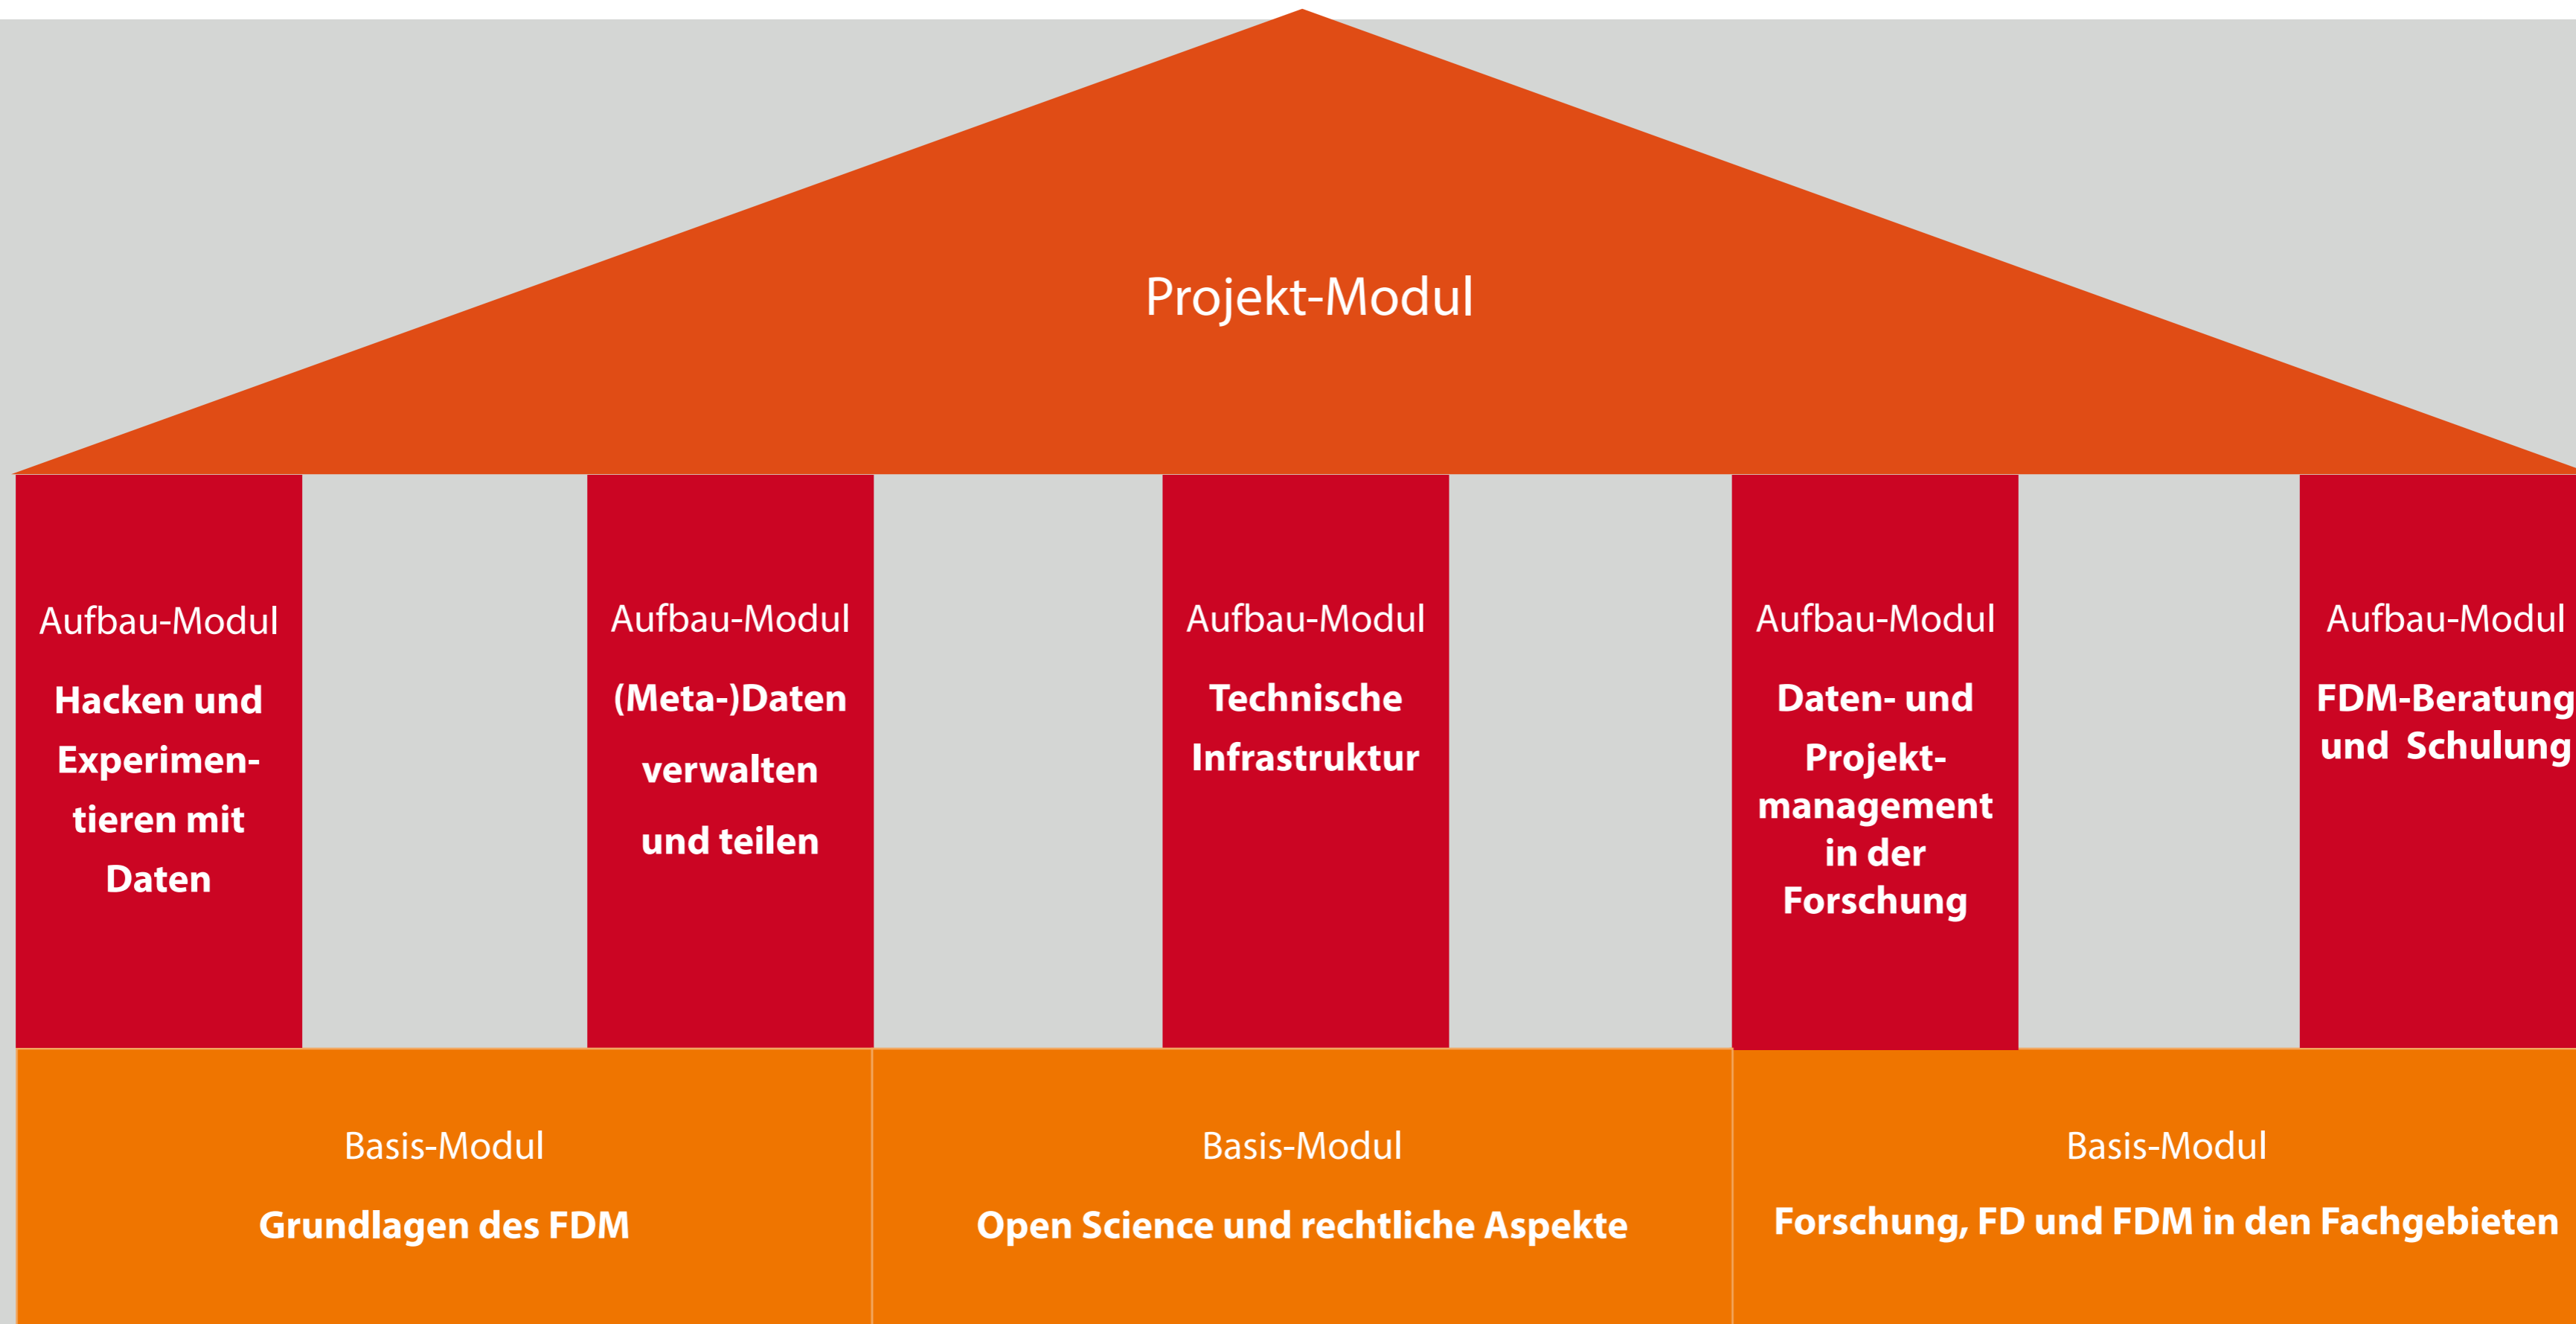 Projekt-Modul
Aufbau-Modul
Hacken und
Experimen-
tieren mit
Daten
Aufbau-Modul
(Meta-)Daten
verwalten
und teilen
Aufbau-Modul
Technische
Infrastruktur
Aufbau-Modul
Daten- und
Projekt-
management
in der
Forschung
Aufbau-Modul
FDM-Beratung
und Schulung
Basis-Modul
Grundlagen des FDM
Basis-Modul
Open Science und rechtliche Aspekte
Basis-Modul
Forschung, FD und FDM in den Fachgebieten